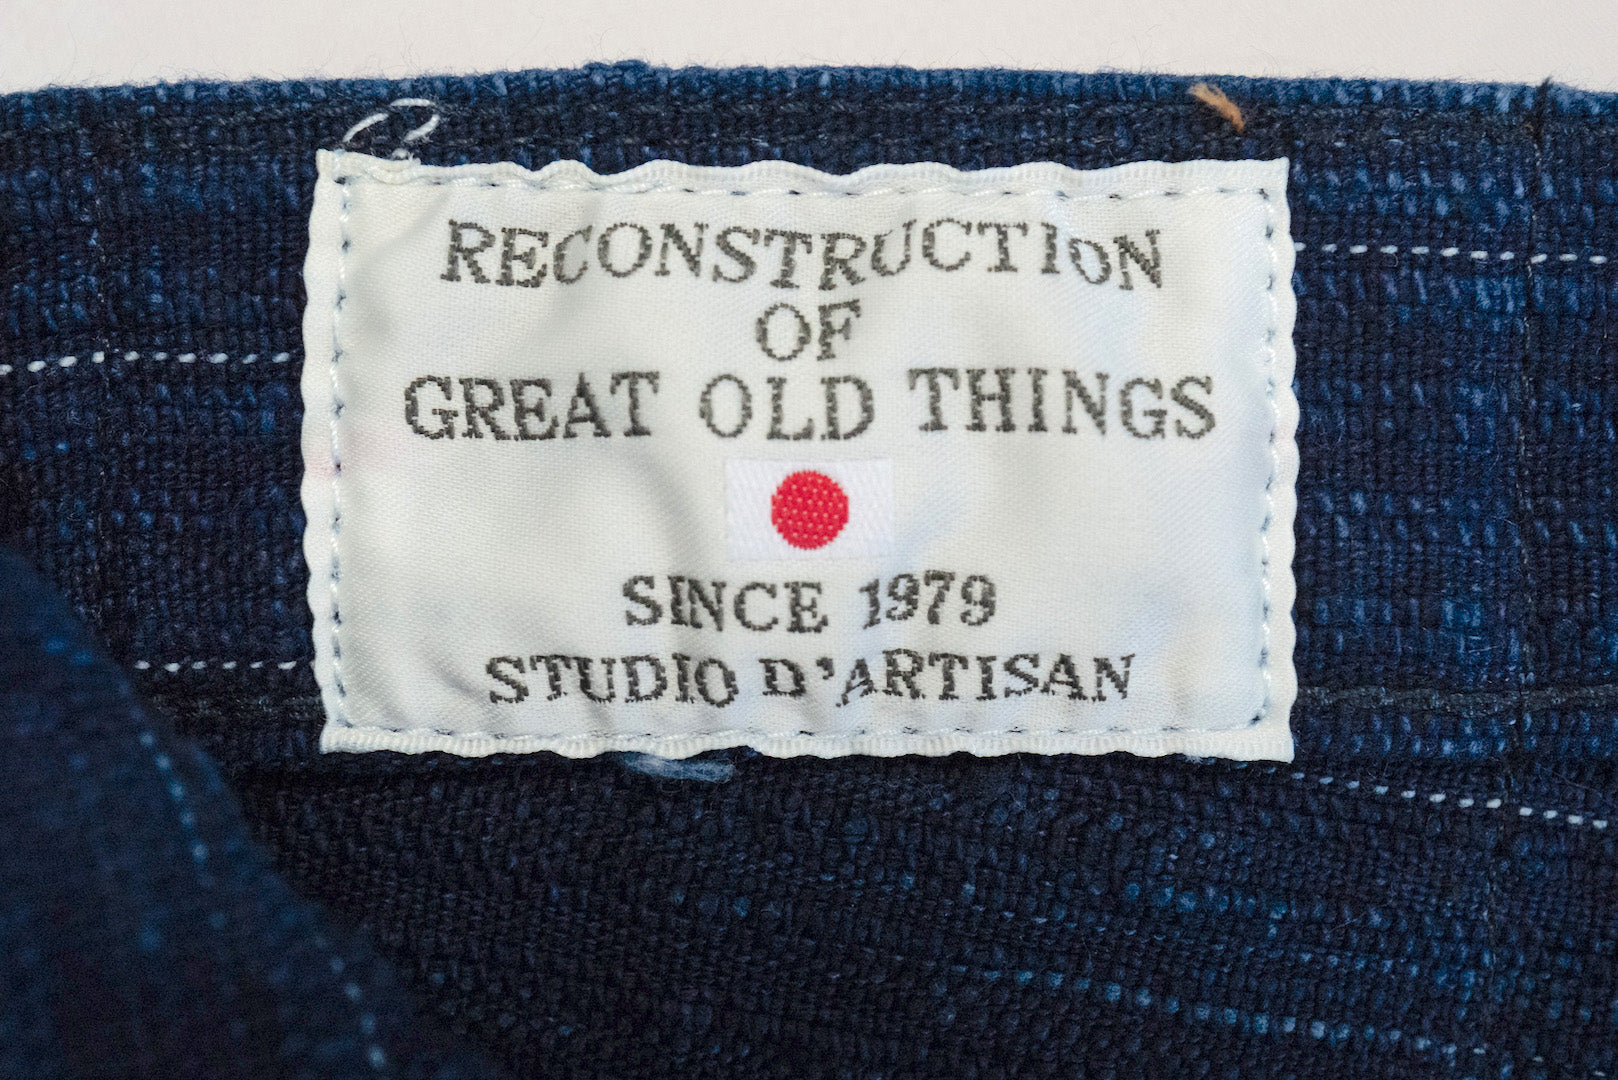 RECONSTRUCTION
OF
GREAT OLD THINGS
SINCE 1979
STUDIO D'ARTISAN